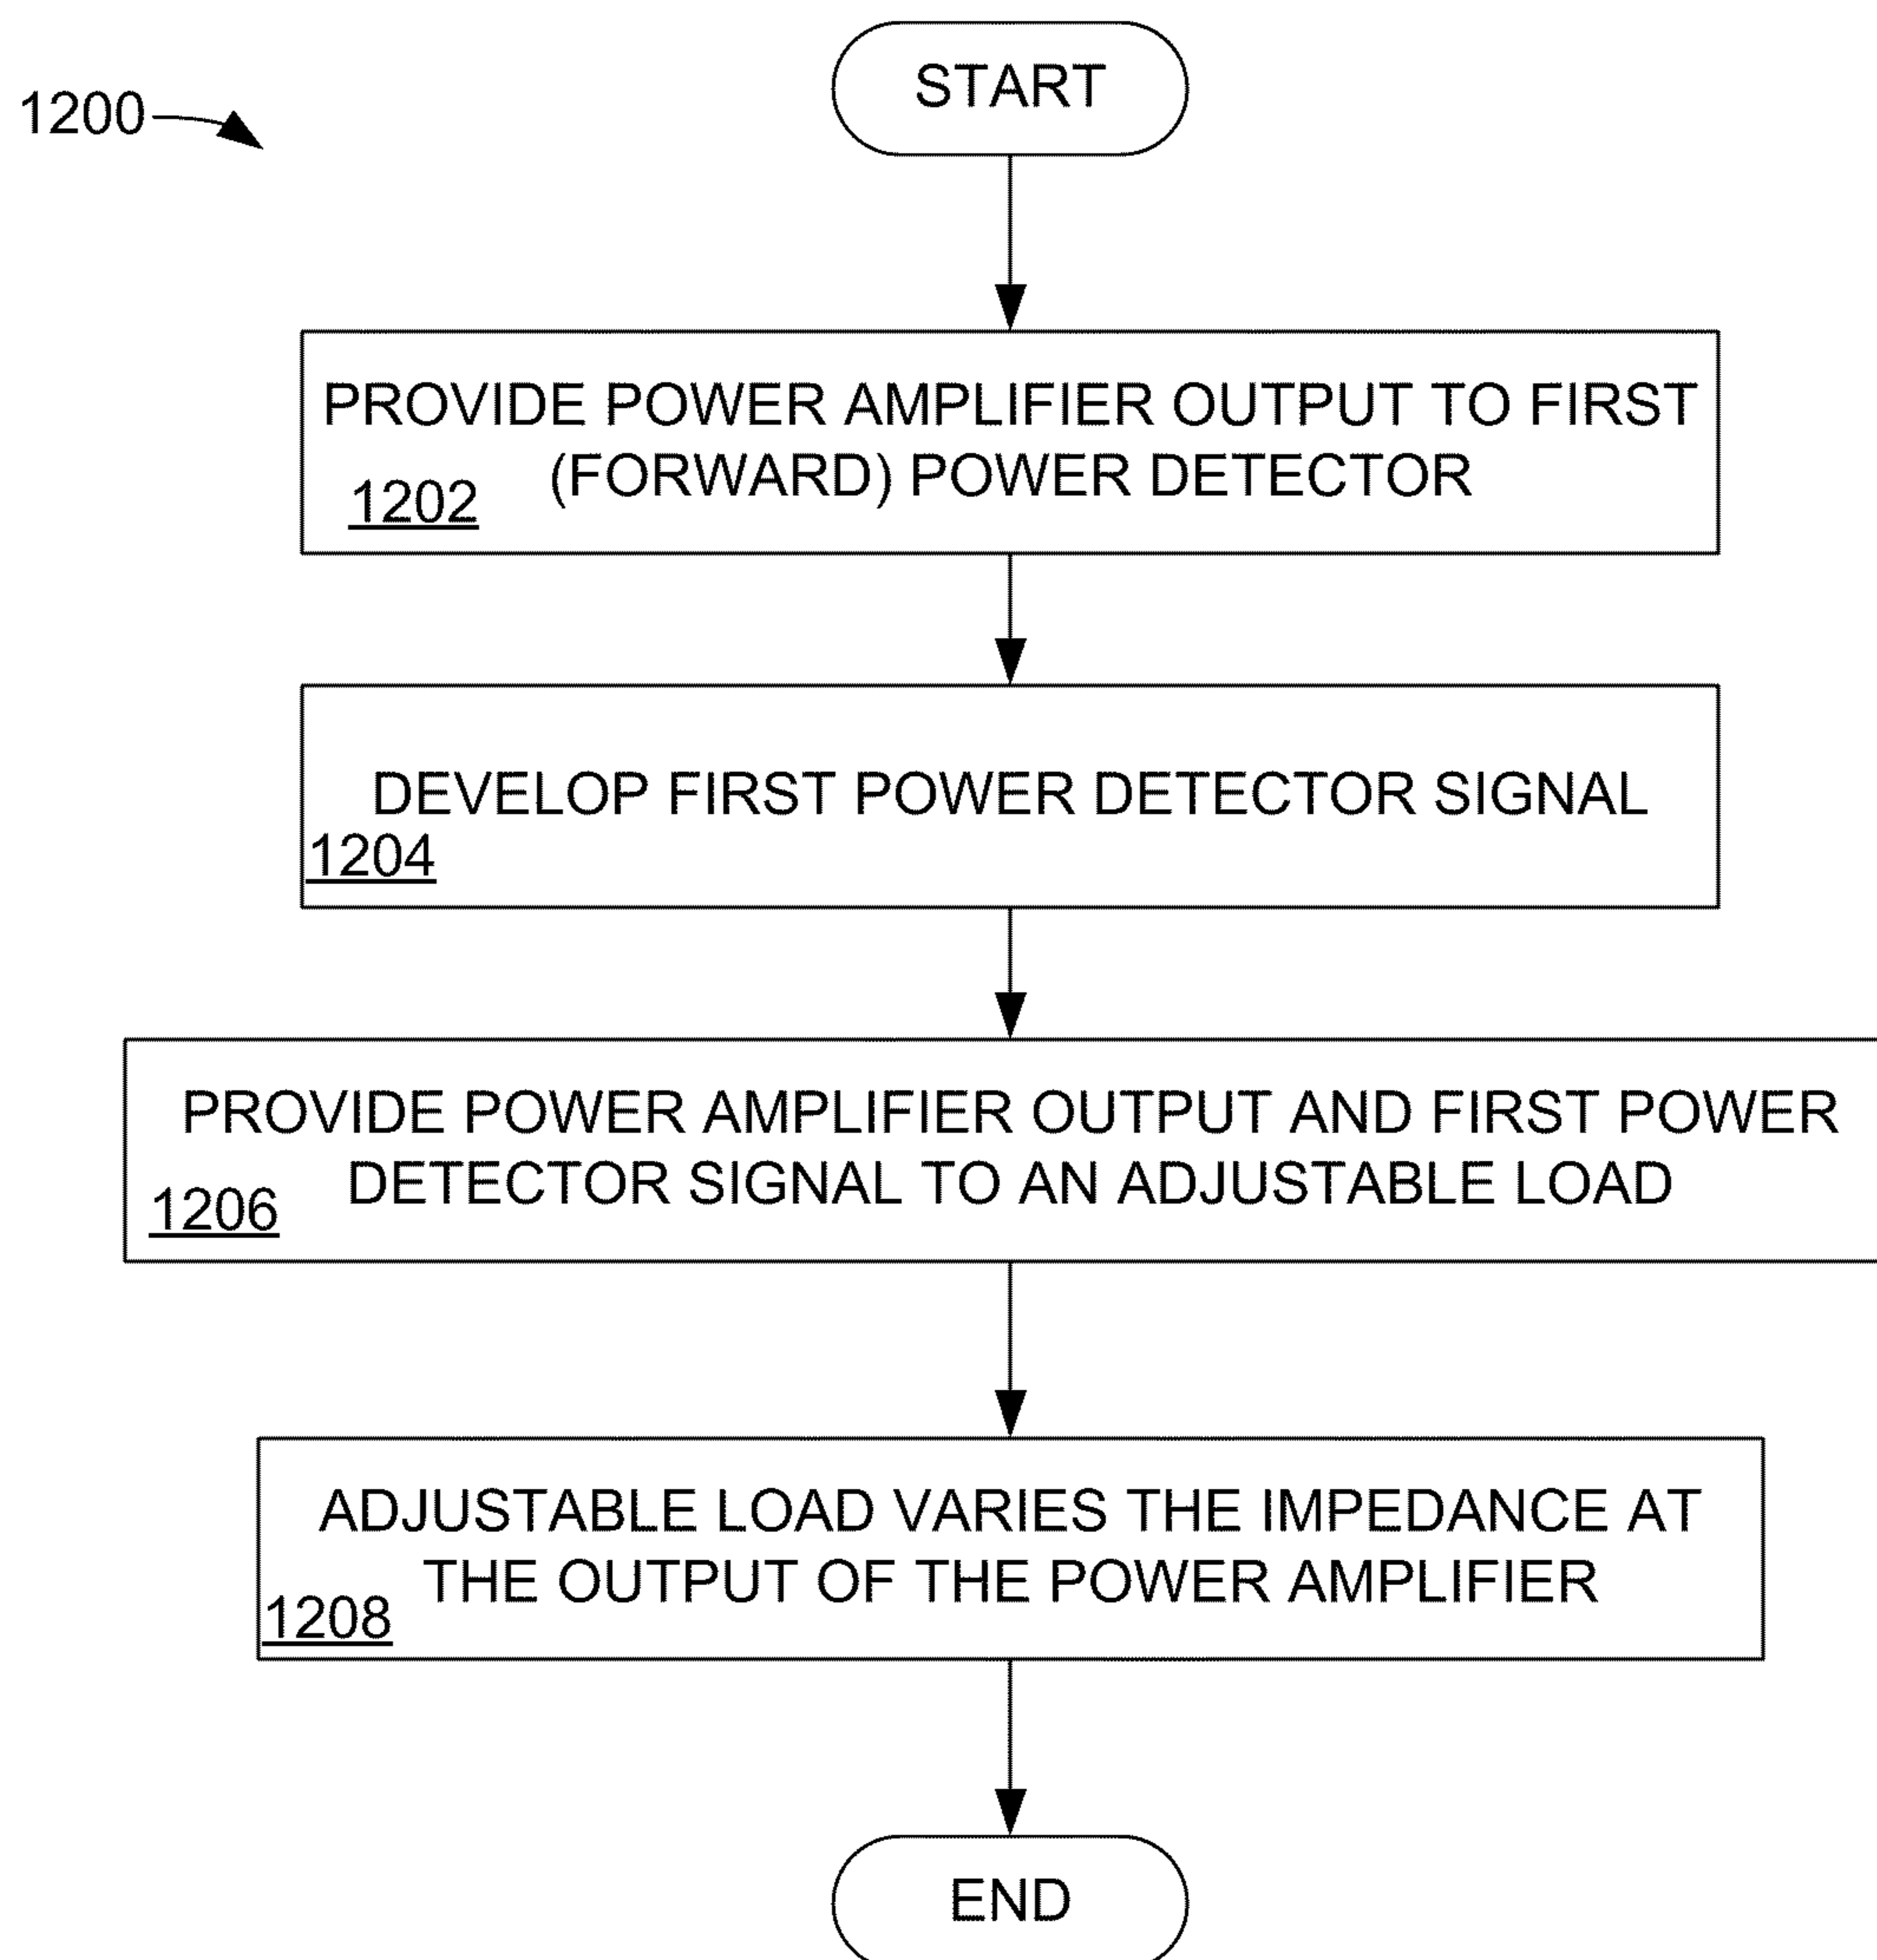 START
1200
PROVIDE POWER AMPLIFIER OUTPUT TO FIRST
(FORWARD) POWER DETECTOR
1202
DEVELOP FIRST POWER DETECTOR SIGNAL
1204
PROVIDE POWER AMPLIFIER OUTPUT AND FIRST POWER
DETECTOR SIGNAL TO AN ADJUSTABLE LOAD
1206
ADJUSTABLE LOAD VARIES THE IMPEDANCE AT
THE OUTPUT OF THE POWER AMPLIFIER
1208
END